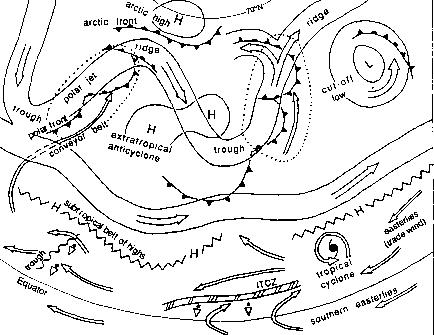 arctic high
H
70°N
arctic front
ridge
ridge
polar jet
L
cut-off
low
trough
polar front
conveyor belt
H
H
extratropical
anticyclone
trough
H
subtropical belt of highs
H
H
easterlies
(trade wind)
trough
tropical
cyclone
ITCZ
Equator
southern easterlies